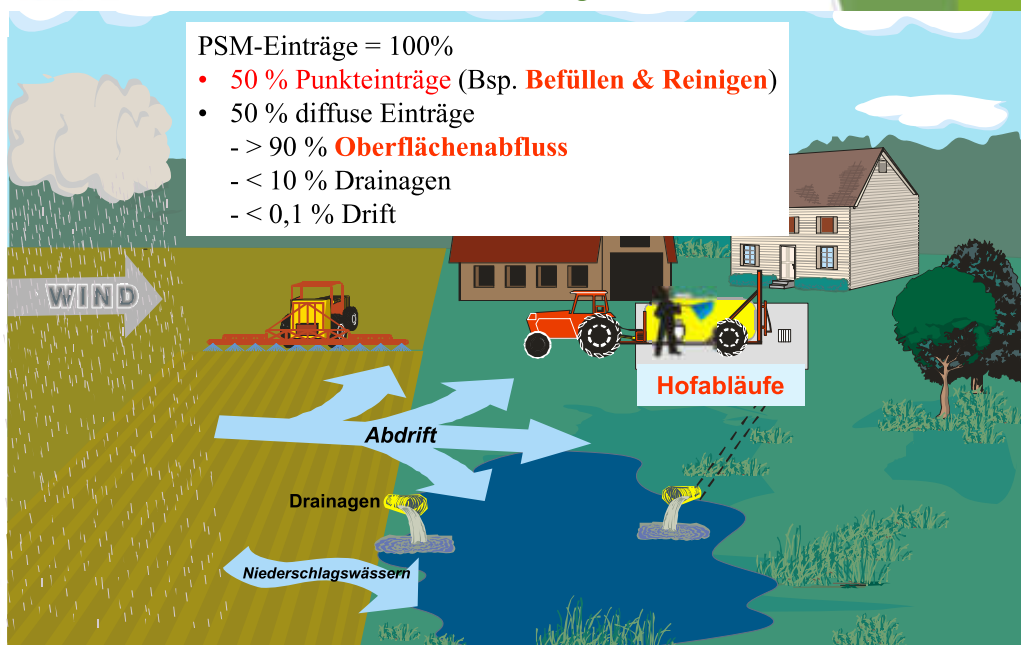 PSM-Einträge = 100%
• 50 % Punkteinträge (Bsp. Befüllen & Reinigen)
• 50 % diffuse Einträge
- > 90 % Oberflächenabfluss
- < 10 % Drainagen
- < 0,1 % Drift
WIND
Hofabläufe
Abdrift
Drainagen
Niederschlagswässern